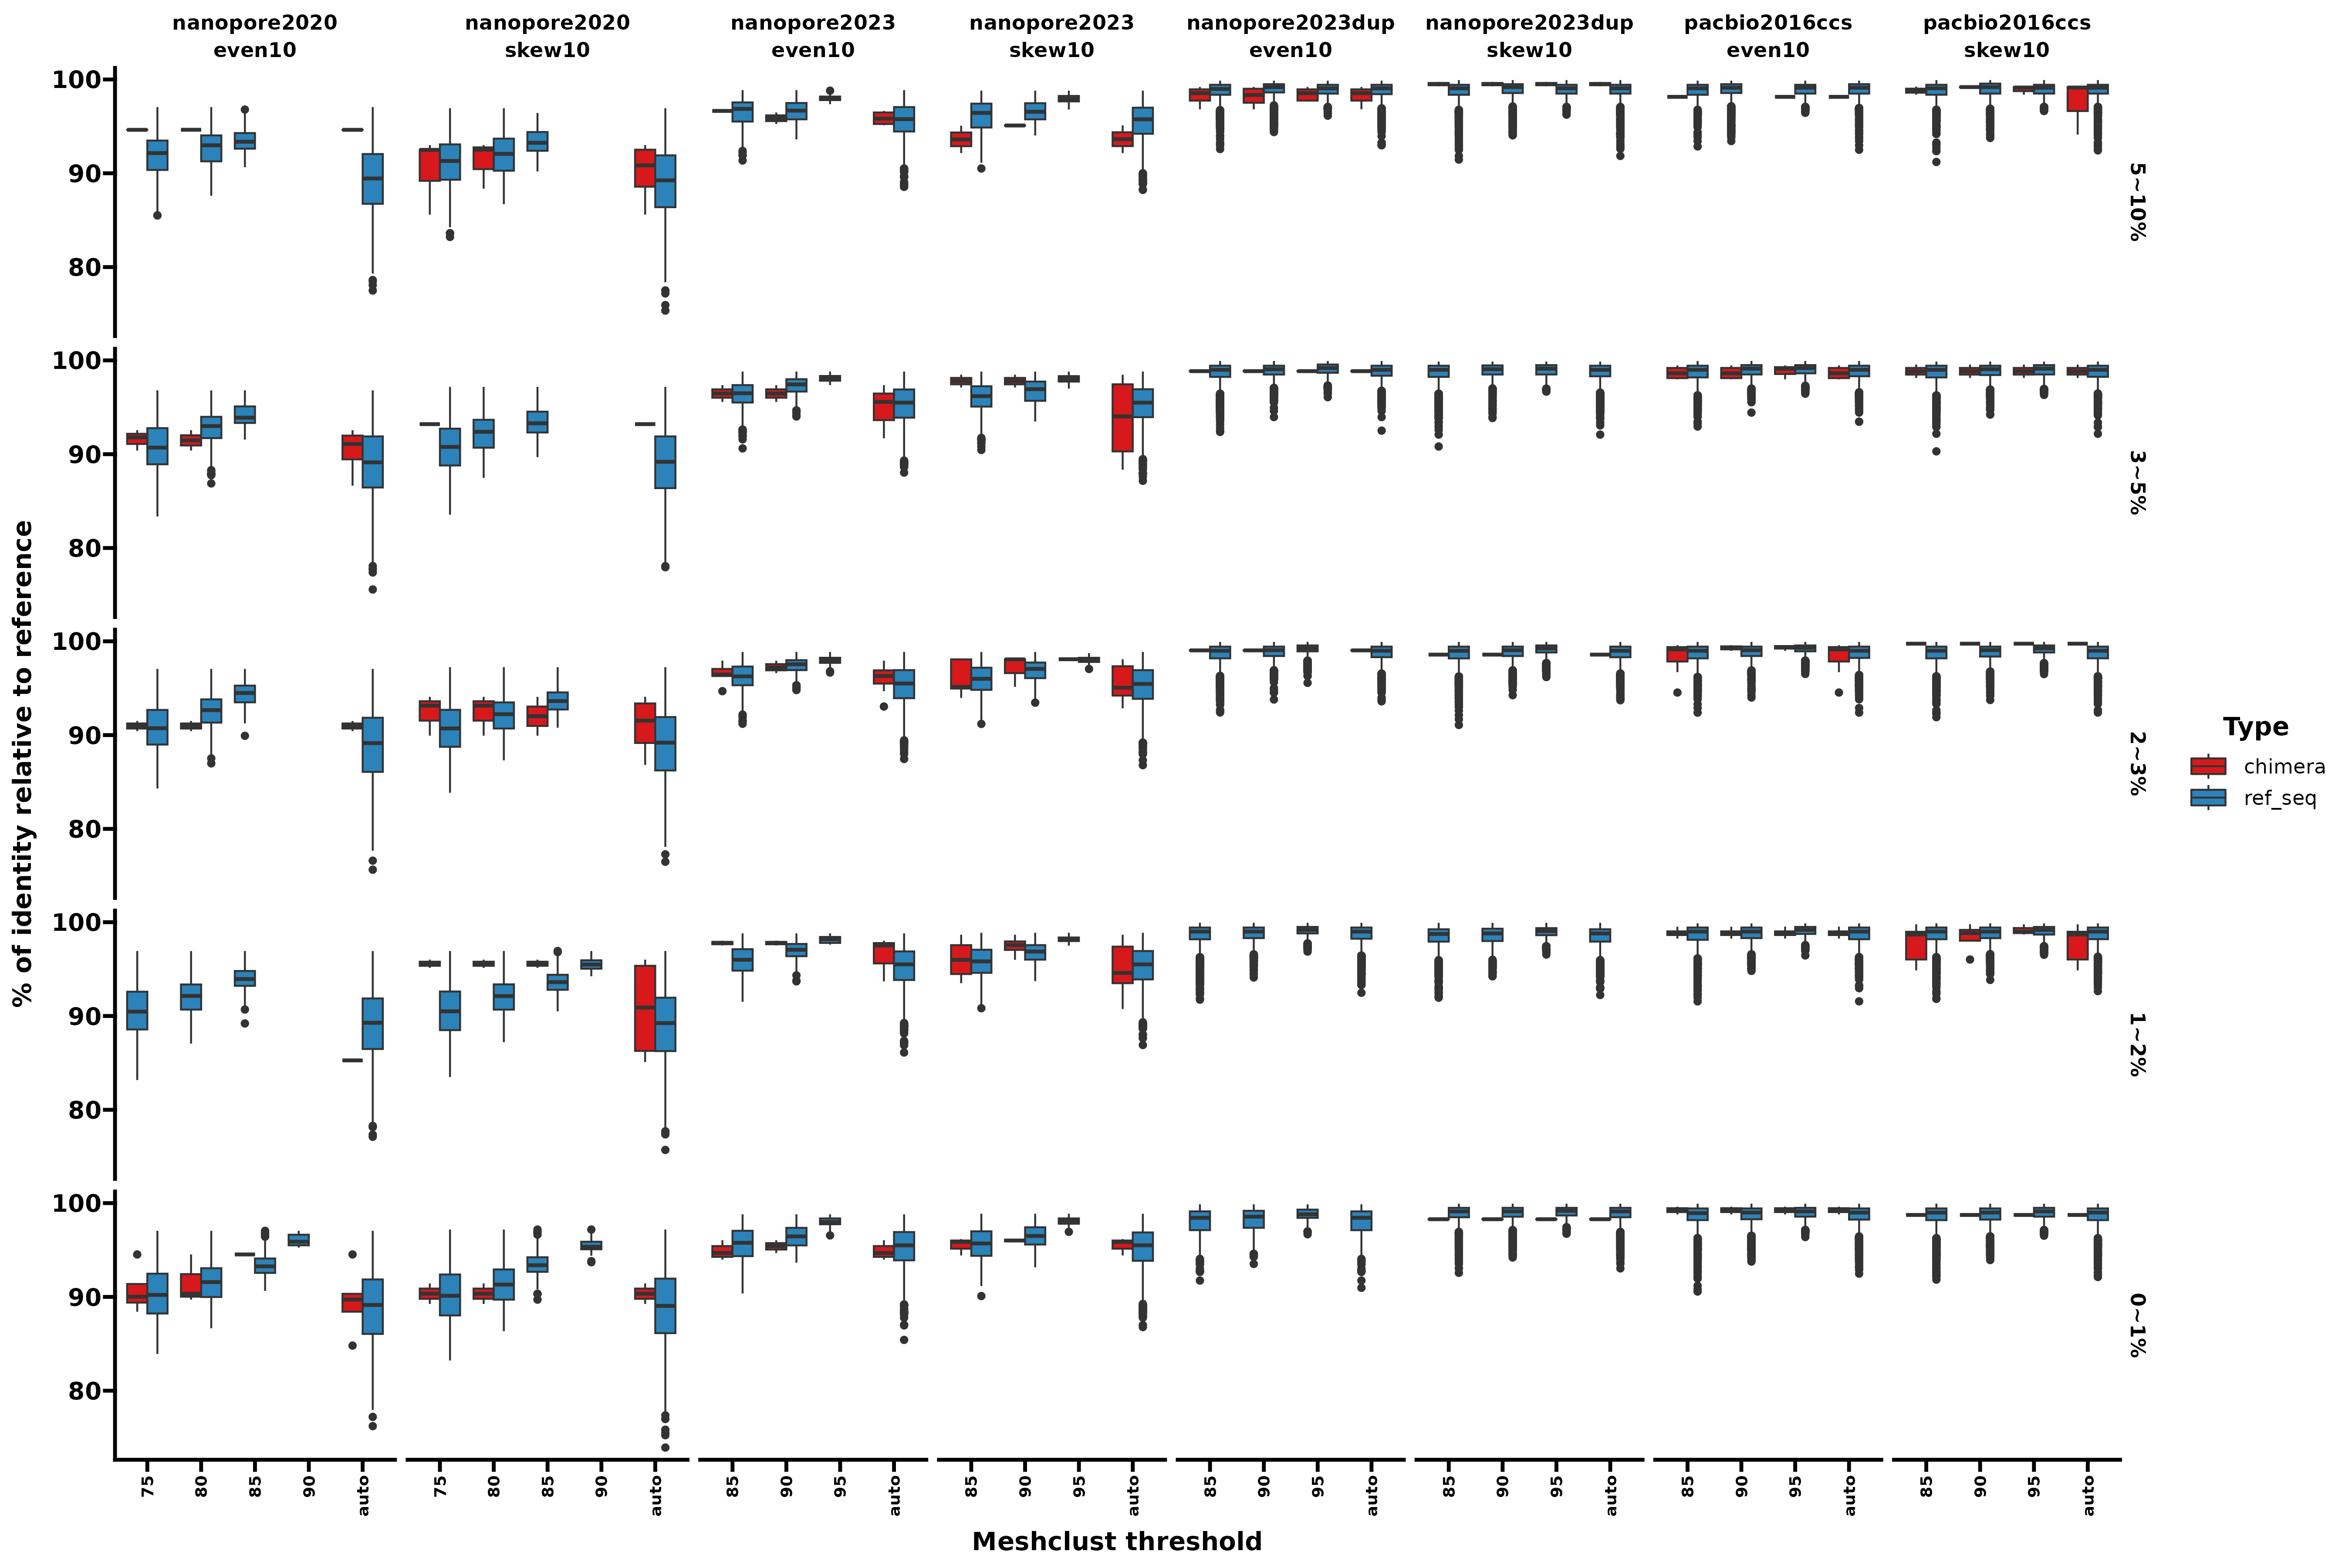 nanopore2020 nanopore2020 nanopore2023 nanopore2023 nanopore2023dup nanopore2023dup pacbio2016ccs pacbio2016ccs
even10 skew10 even10 skew10 even10 skew10 even10 skew10
100
90
80
5~10%
100
90
80
3~5%
100
90
80
2~3%
100
90
80
1~2%
100
90
80
0~1%
% of identity relative to reference
75 80 85 90 auto 75 80 85 90 auto 85 90 95 auto 85 90 95 auto 85 90 95 auto 85 90 95 auto 85 90 95 auto 85 90 95 auto
Meshclust threshold
Type
chimera
ref_seq